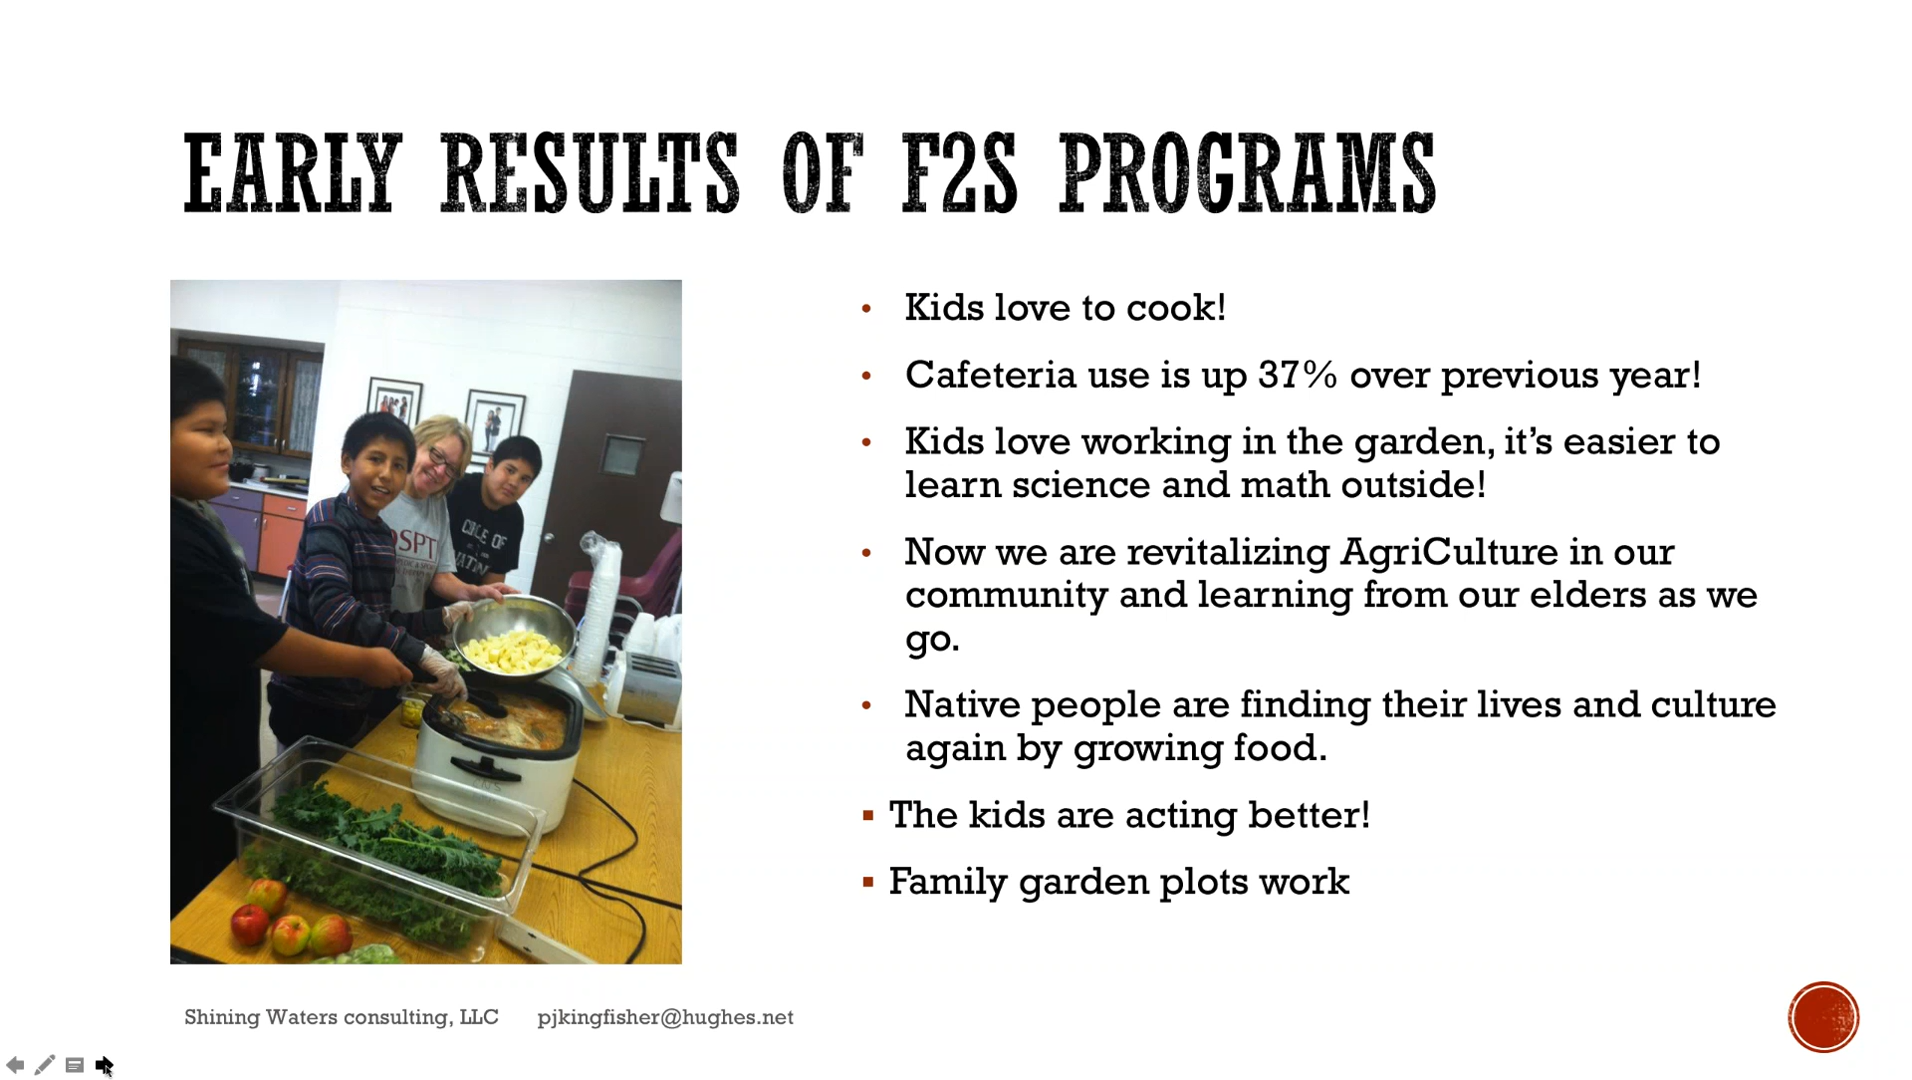 EARLY RESULTS OF F2S PROGRAMS
• Kids love to cook!
• Cafeteria use is up 37% over previous year!
• Kids love working in the garden, it’s easier to
learn science and math outside!
• Now we are revitalizing AgriCulture in our
community and learning from our elders as we
go.
• Native people are finding their lives and culture
again by growing food.
▪ The kids are acting better!
▪ Family garden plots work
CIRCLE OF
Shining Waters consulting, LLC pjkingfisher@hughes.net